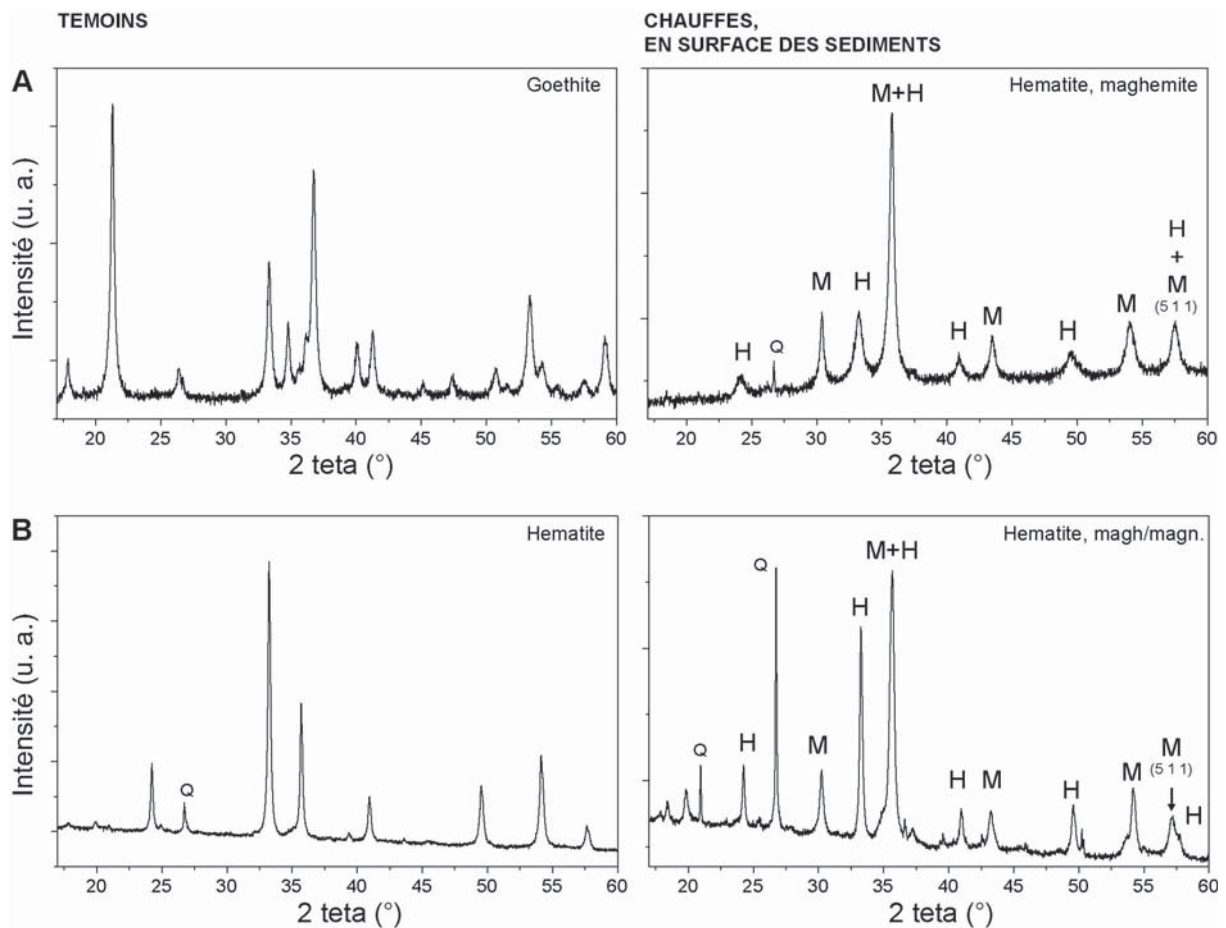 TEMOINS
CHAUFFES,
EN SURFACE DES SEDIMENTS
A
Goethite
Intensité (u. a.)
20 25 30 35 40 45 50 55 60
2 teta (°)
Hematite, maghemite
H
Q
M
H
M+H
H
M
H
M
H
+
M
(5 1 1)
20 25 30 35 40 45 50 55 60
2 teta (°)
B
Hematite
Intensité (u. a.)
Q
20 25 30 35 40 45 50 55 60
2 teta (°)
Hematite, magh/magn.
Q
H
Q
M
H
M+H
H
M
H
M
M
(5 1 1)
H
20 25 30 35 40 45 50 55 60
2 teta (°)